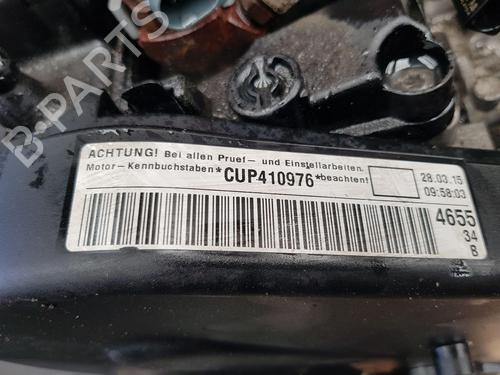 B-PARTS
ACHTUNG! Bei allen Pruef- und Einstellarbeiten.
Motor-Kennbuchstaben *CUP410976* beachten!
28.03.15
09:58:03
4655
34
B